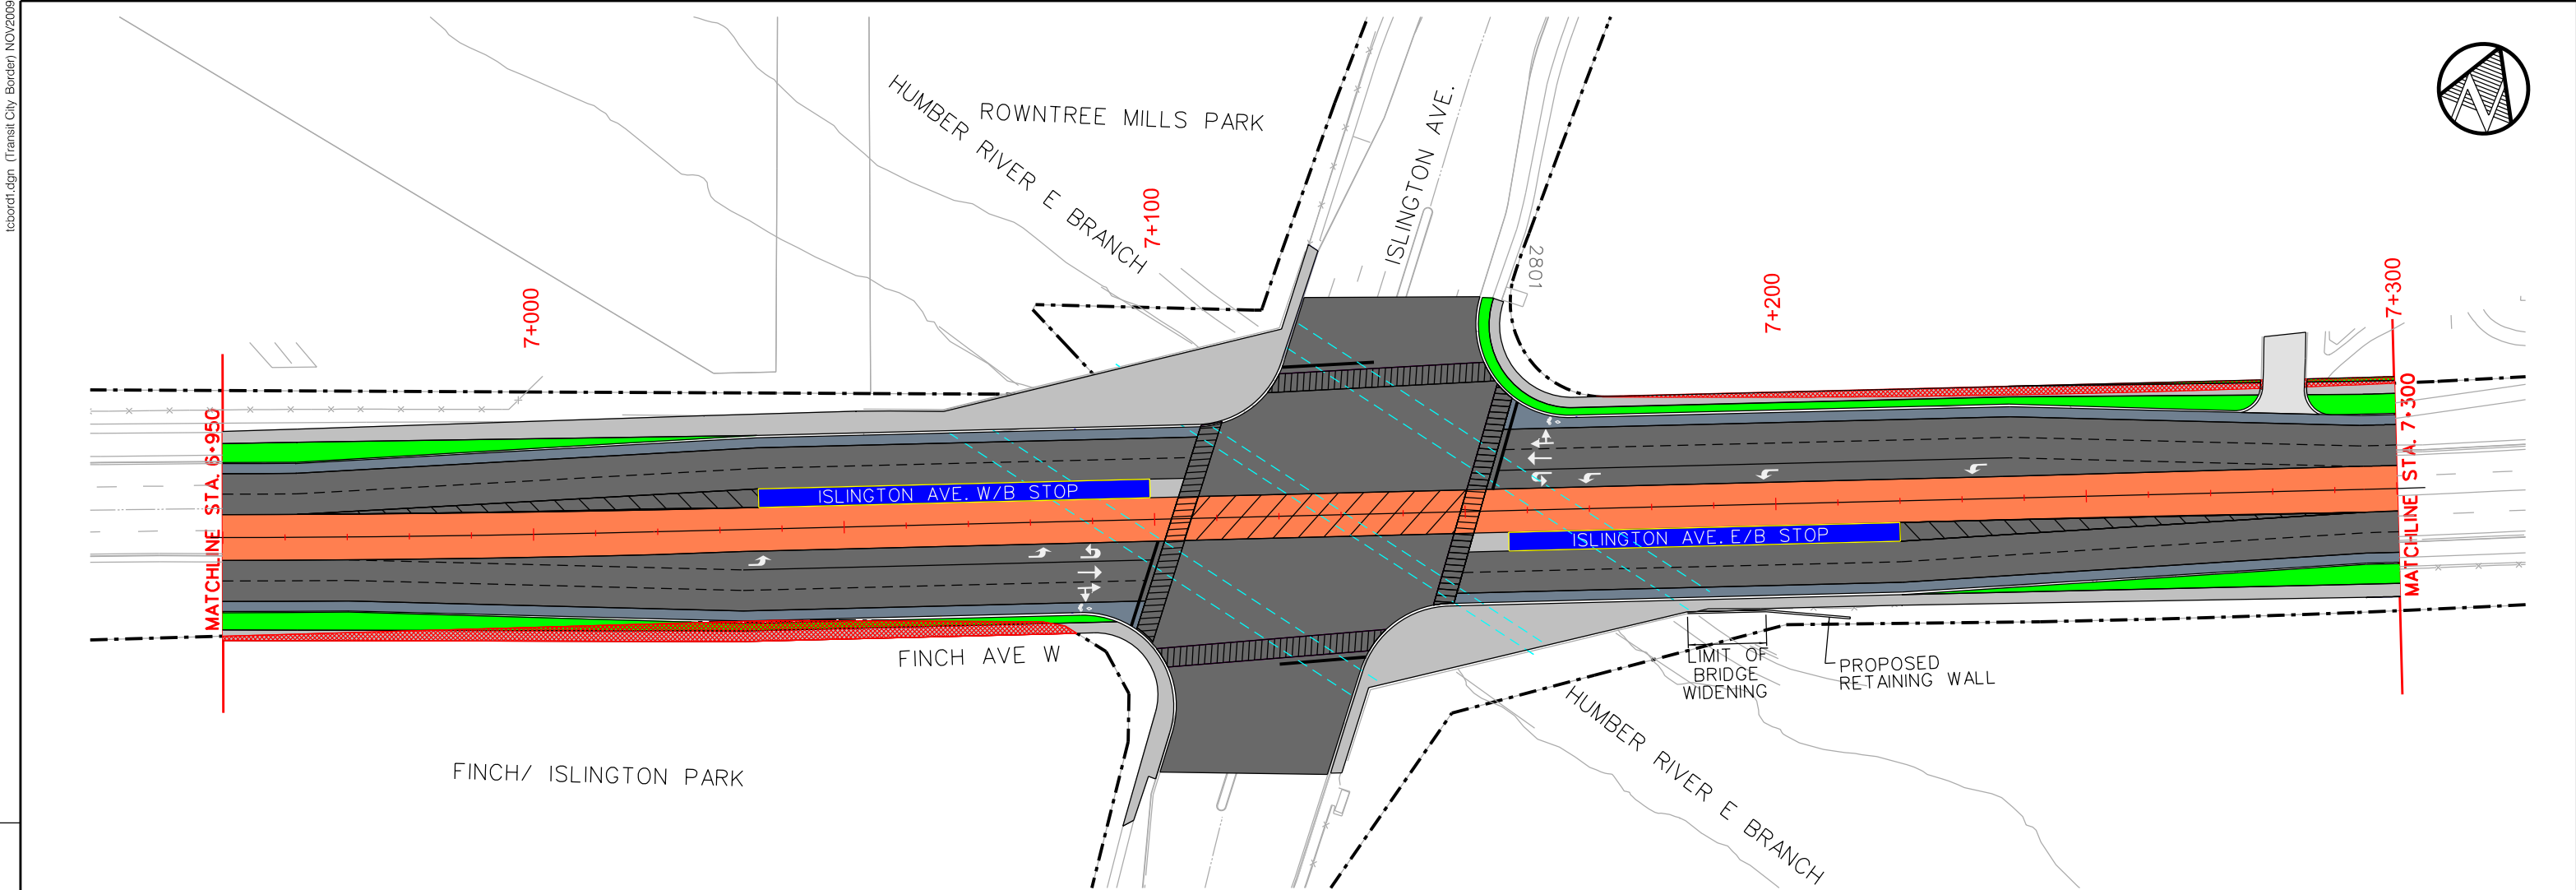 tcbord1.dgn (Transit City Border) NOV2009
HUMBER RIVER E BRANCH
ROWNTREE MILLS PARK
ISLINGTON AVE.
N
7+000
7+100
2801
7+200
7+300
MATCHLINE STA. 6+950
ISLINGTON AVE. W/B STOP
ISLINGTON AVE. E/B STOP
MATCHLINE STA. 7+300
FINCH AVE W
LIMIT OF
BRIDGE
WIDENING
PROPOSED
RETAINING WALL
FINCH/ ISLINGTON PARK
HUMBER RIVER E BRANCH